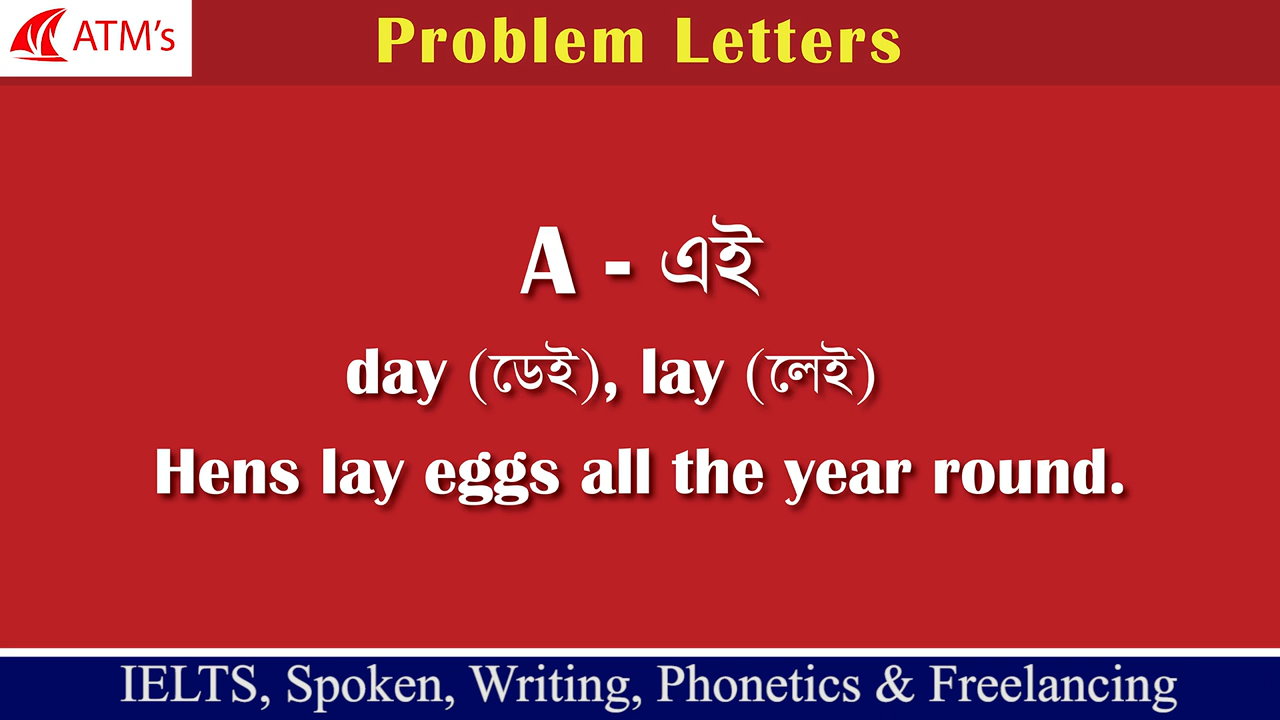 ATM's
Problem Letters
A - এই
day (ডেই), lay (লেই)
Hens lay eggs all the year round.
IELTS, Spoken, Writing, Phonetics & Freelancing